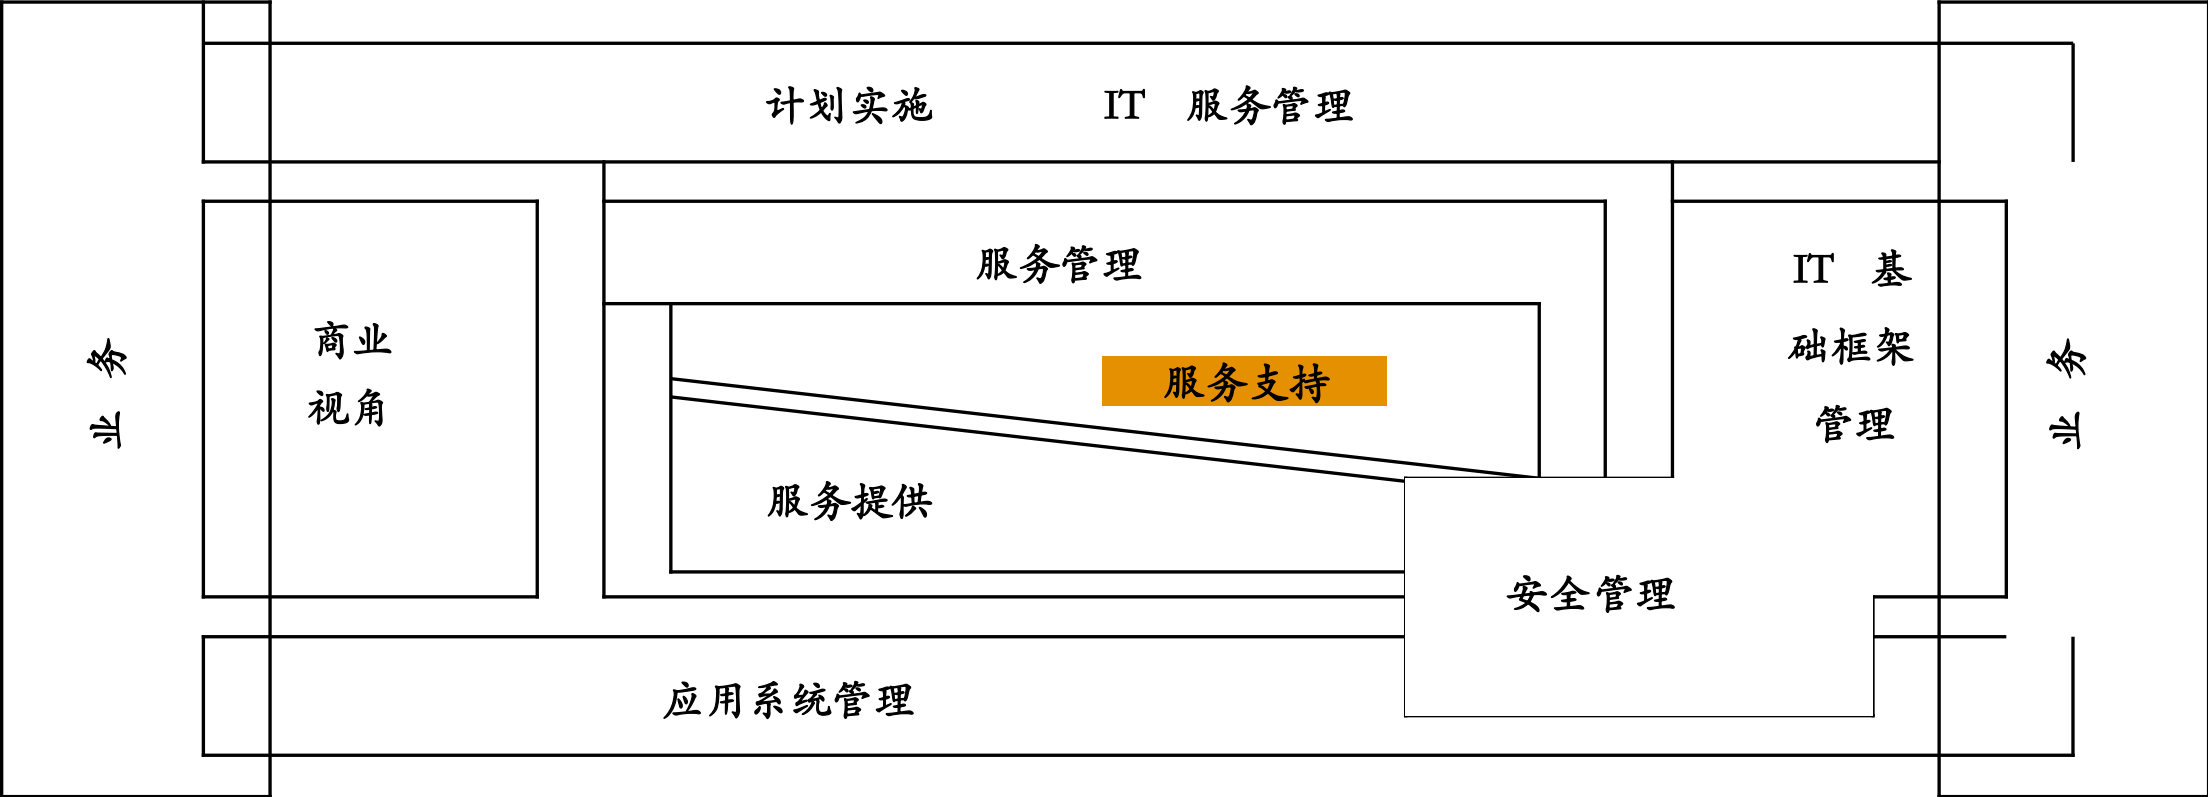 计划实施 IT 服务管理
服务管理
商业
视角
服务支持
服务提供
IT 基
础框架
管理
安全管理
应用系统管理
业务
业务